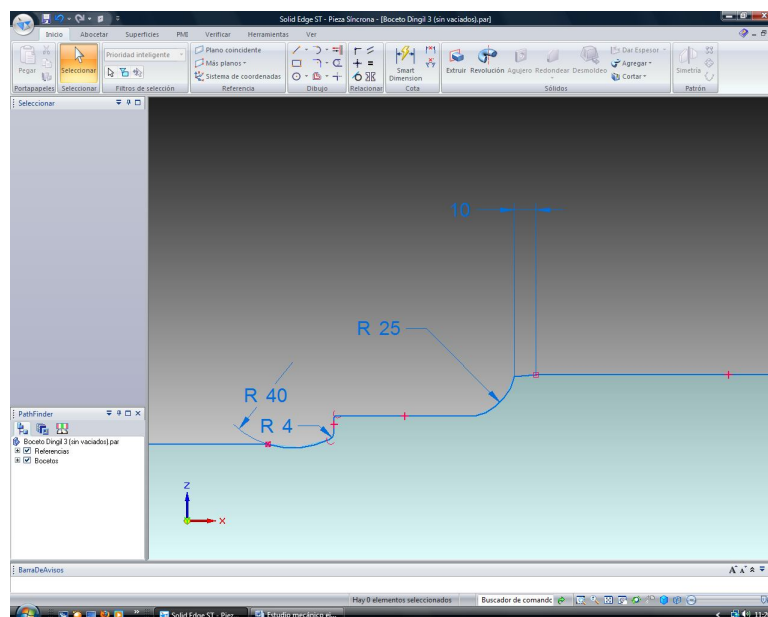 Solid Edge ST - Pieza Síncrona - [Boceto Dingil 3 (sin vaciados).par]
Inicio Abocetar Superficies PMI Verificar Herramientas Ver
Pegar
Seleccionar
Prioridad inteligente
Plano coincidente
Más planos
Sistema de coordenadas
Smart
Dimension
Extruir Revolución Agujero Redondear Desmoldeo
Dar Espesor
Agregar
Cortar
Simetría
Portapapeles Seleccionar Filtros de selección Referencia Dibujo Relacionar Cota Sólidos Patrón
Seleccionar
10
R 25
R 40
R 4
PathFinder
Boceto Dingil 3 (sin vaciados).par
Referencias
Bocetos
Z
X
BarraDeAvisos
Hay 0 elementos seleccionados
Buscador de comandc
Solid Edge ST - Piez...
Estudio mecánico ej...